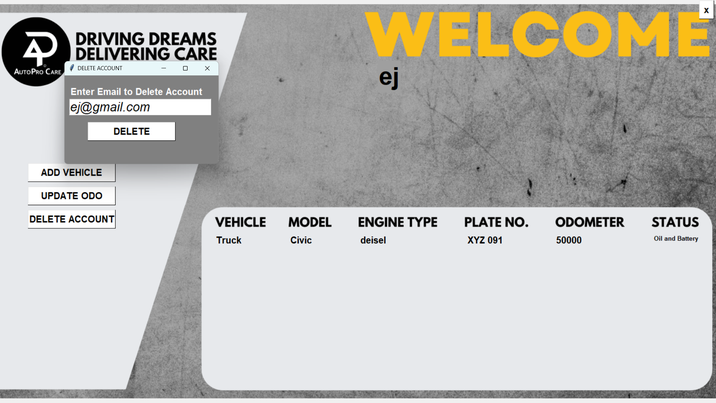 WELCOME
x
ej
DRIVING DREAMS
DELIVERING CARE
AP
AUTOPRO CARE
DELETE ACCOUNT
Enter Email to Delete Account
ej@gmail.com
DELETE
ADD VEHICLE
UPDATE ODO
DELETE ACCOUNT
VEHICLE MODEL ENGINE TYPE PLATE NO. ODOMETER STATUS
Truck Civic deisel XYZ 091 50000 Oil and Battery